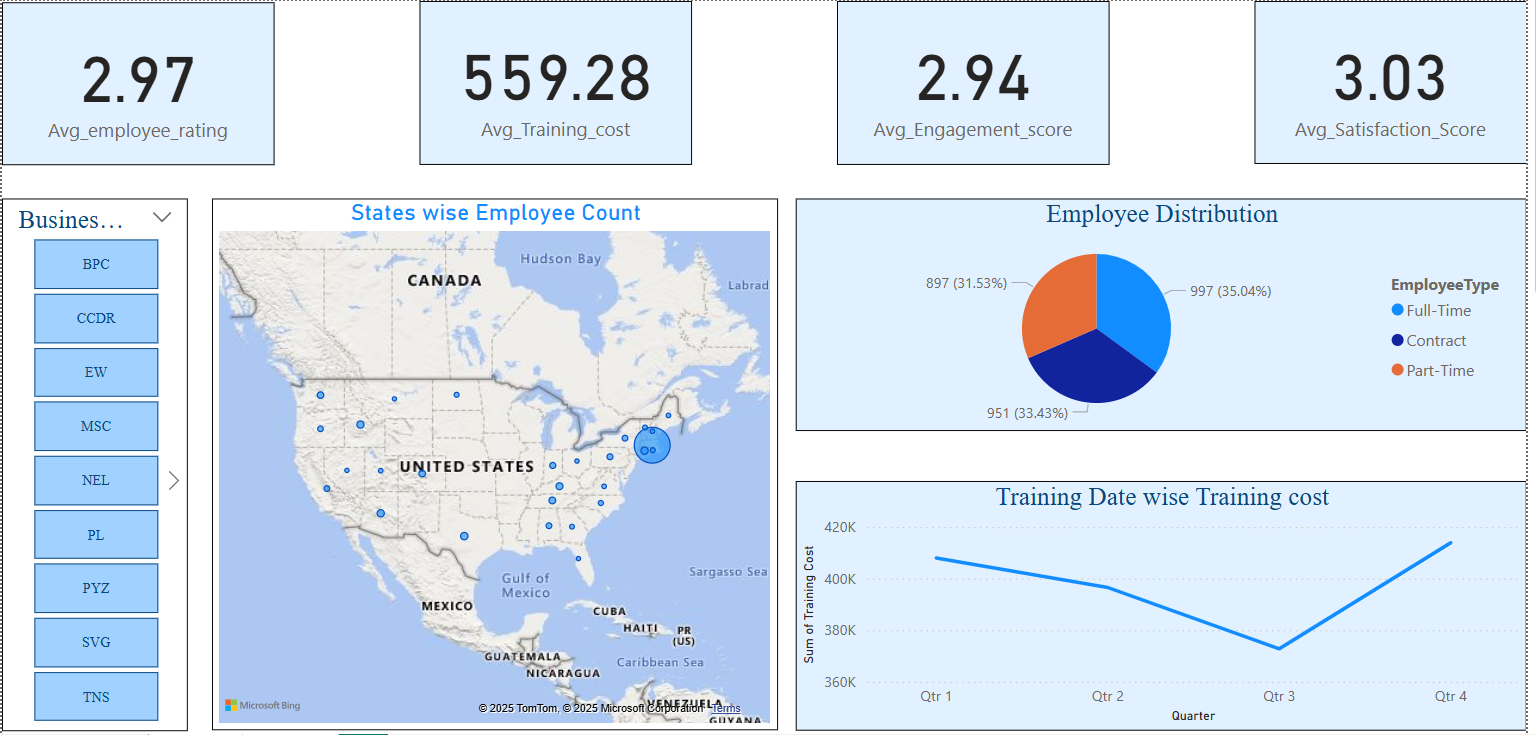 2.97
Avg_employee_rating
559.28
Avg_Training_cost
2.94
Avg_Engagement_score
3.03
Avg_Satisfaction_Score
Busines…
BPC
CCDR
EW
MSC
NEL
PL
PYZ
SVG
TNS
States wise Employee Count
Hudson Bay
CANADA
Labrad
UNITED STATES
Gulf of
Mexico
Sargasso Sea
MEXICO
CUBA
HAITI
PR
(US)
GUATEMALA
Caribbean Sea
NICARAGUA
VENEZUELA
GUYANA
Microsoft Bing
© 2025 TomTom, © 2025 Microsoft Corporation Terms
Employee Distribution
897 (31.53%)
997 (35.04%)
951 (33.43%)
EmployeeType
Full-Time
Contract
Part-Time
Training Date wise Training cost
Sum of Training Cost
420K
400K
380K
360K
Qtr 1
Qtr 2
Qtr 3
Qtr 4
Quarter